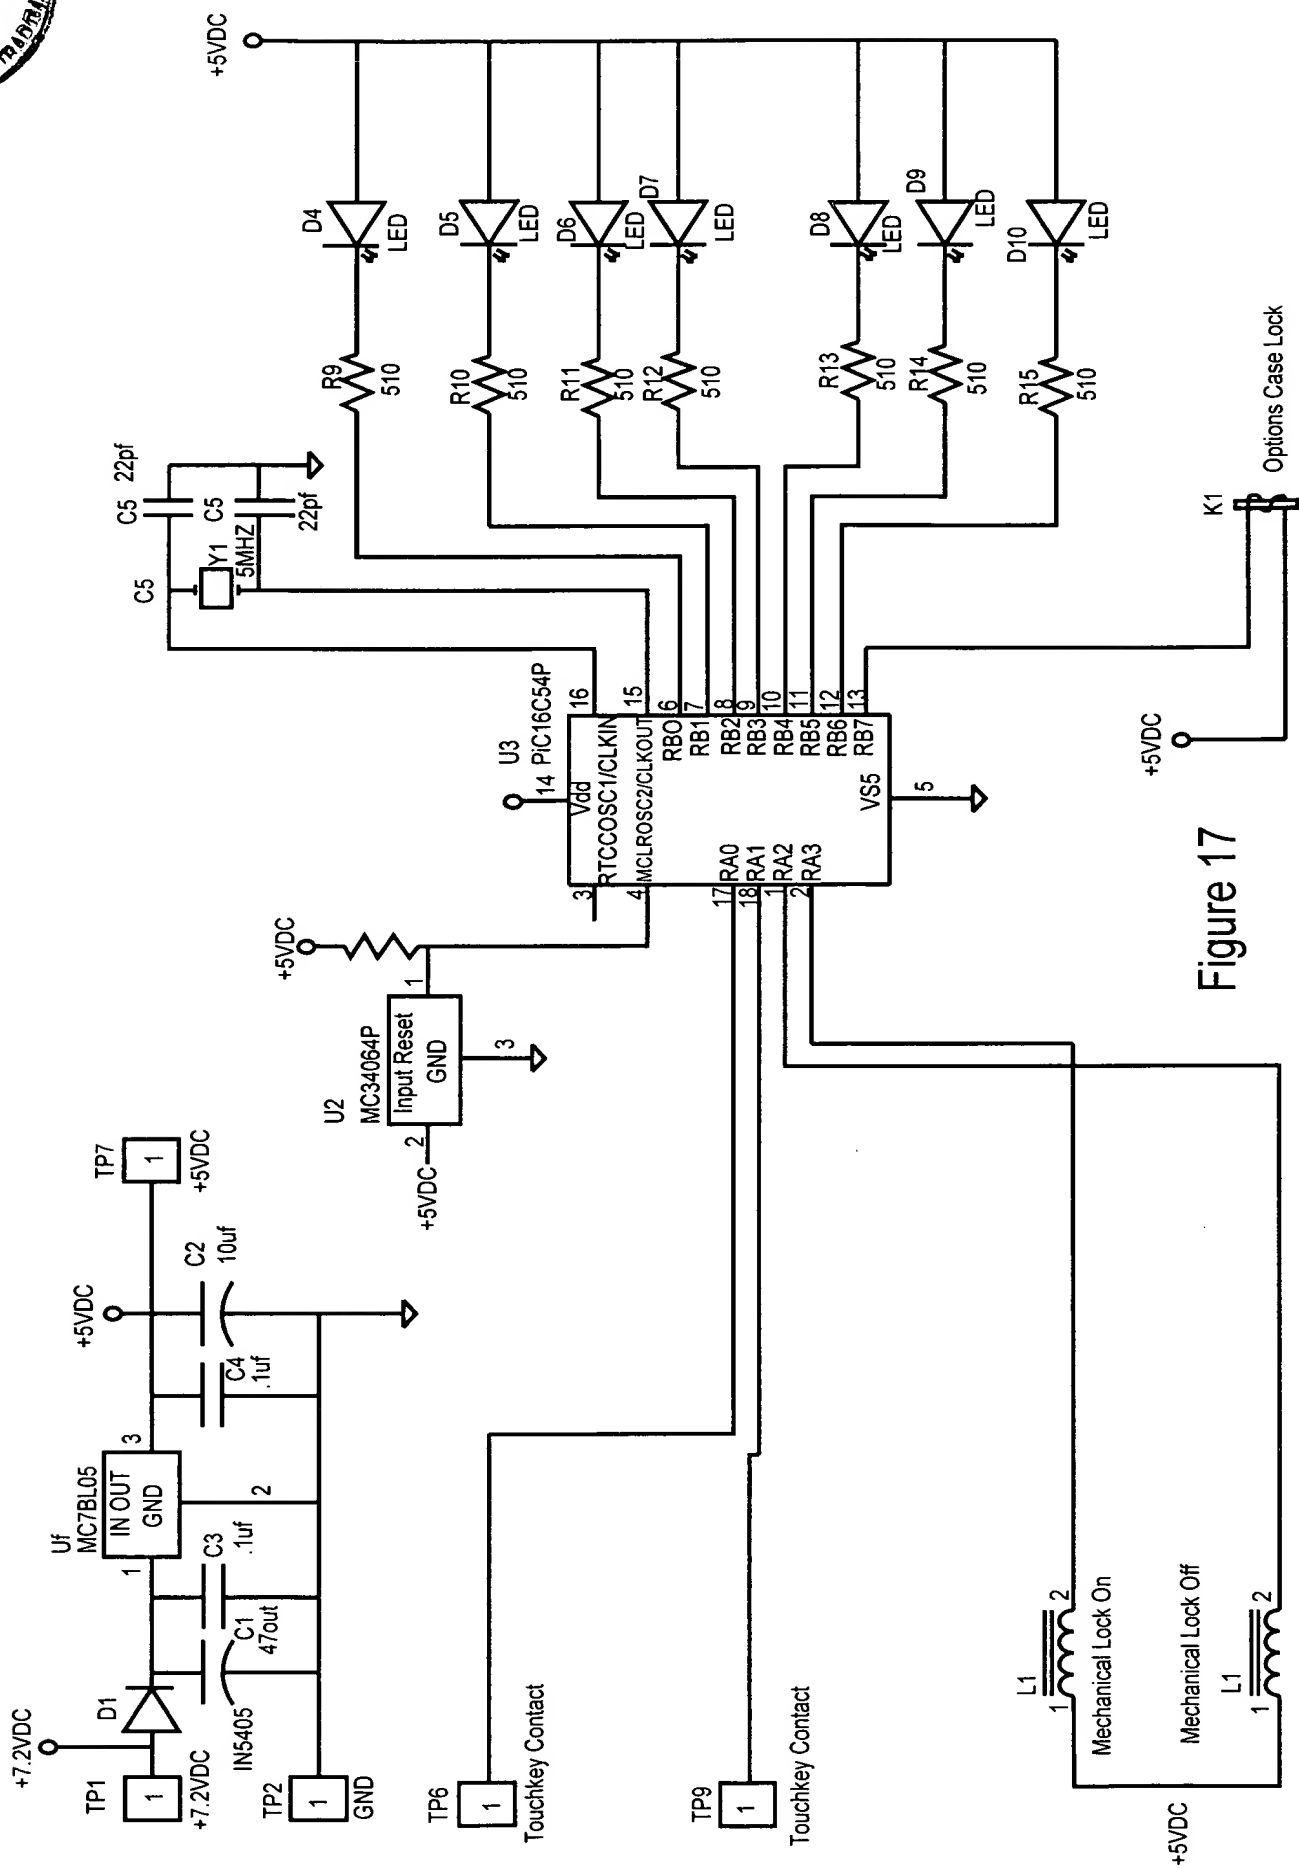 +7.2VDC
TP1
1
+7.2VDC
D1
IN5405
C1
47out
C3
.1uf
Uf
MC7BL05
IN OUT
GND
1
3
2
C4
.1uf
+5VDC
C2
10uf
TP7
1
+5VDC
TP2
1
GND
U2
MC34064P
Input Reset
GND
2
1
3
+5VDC
+5VDC
TP6
1
Touchkey Contact
TP9
1
Touchkey Contact
U3
PiC16C54P
14
Vdd
3
RTCCOSC1/CLKIN
16
4
MCLROSC2/CLKOUT
15
RBO
6
RB1
7
17
RA0
RB2
8
18
RA1
RB3
9
1
RA2
RB4
10
2
RA3
RB5
11
RB6
12
RB7
13
VS5
5
C5
C5
22pf
C5
22pf
Y1
5MHZ
+5VDC
R9
510
D4
LED
R10
510
D5
LED
R11
510
D6
LED
R12
510
D7
LED
R13
510
D8
LED
R14
510
D9
LED
R15
510
D10
LED
+5VDC
K1
Options Case Lock
L1
1
2
Mechanical Lock On
Mechanical Lock Off
L1
1
2
+5VDC
Figure 17